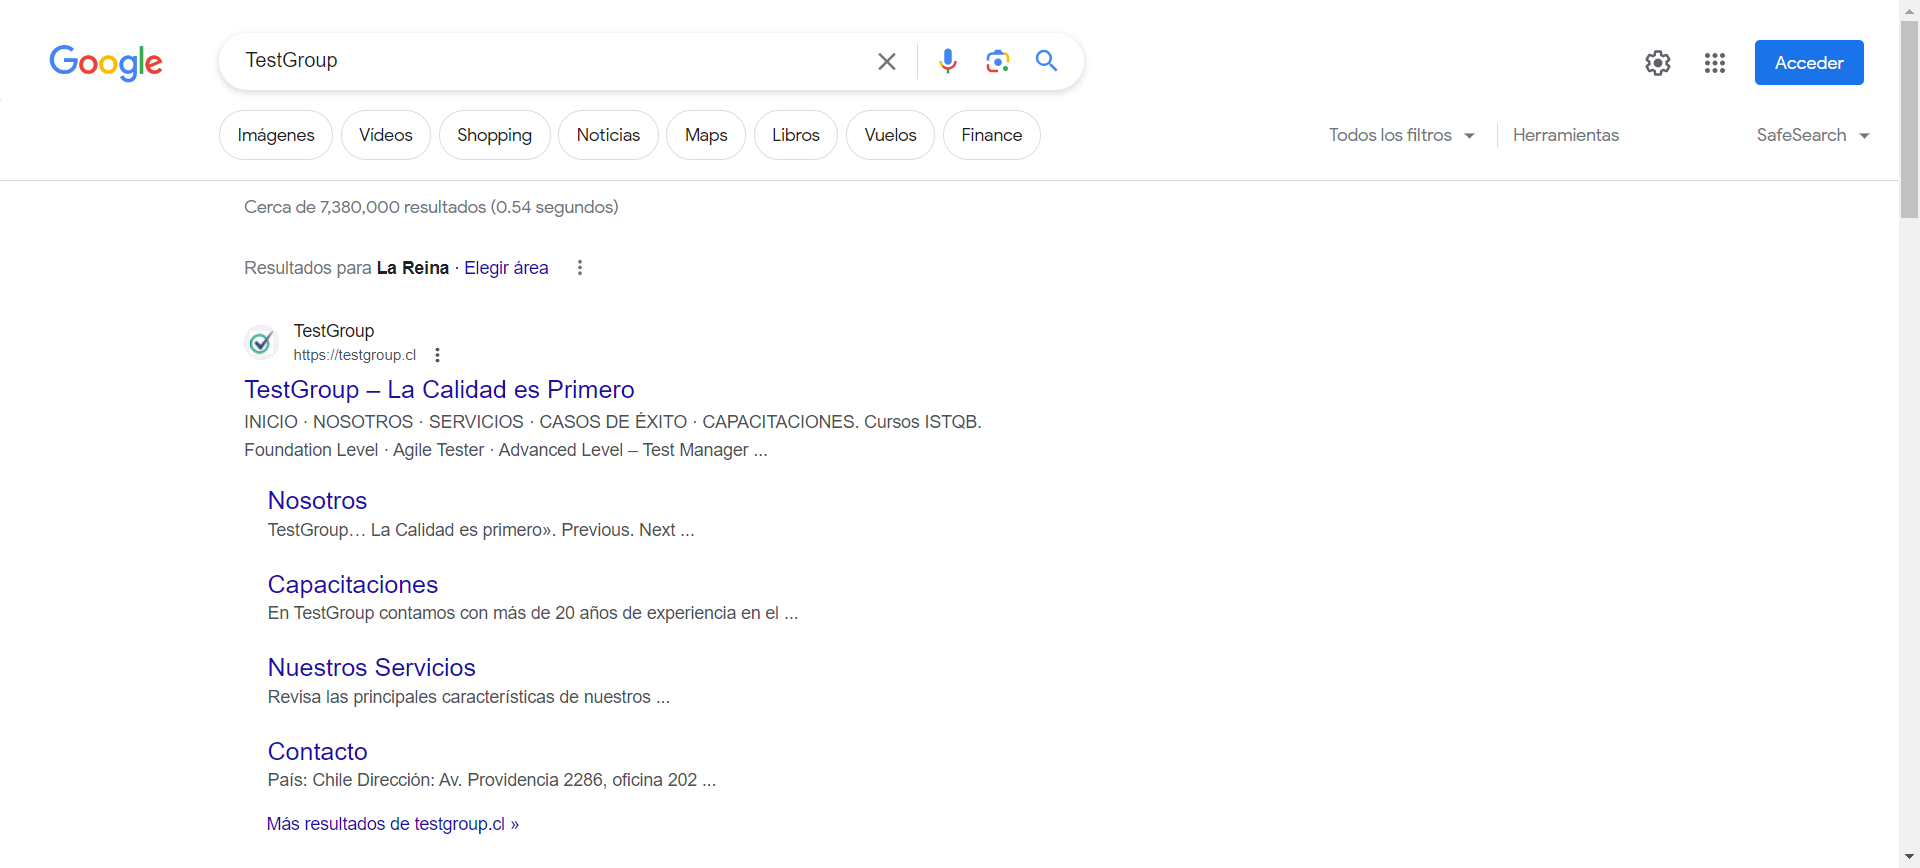 Google
TestGroup
Acceder
Imágenes
Vídeos
Shopping
Noticias
Maps
Libros
Vuelos
Finance
Todos los filtros
Herramientas
SafeSearch
Cerca de 7,380,000 resultados (0.54 segundos)
Resultados para La Reina · Elegir área
TestGroup
https://testgroup.cl
TestGroup – La Calidad es Primero
INICIO · NOSOTROS · SERVICIOS · CASOS DE ÉXITO · CAPACITACIONES. Cursos ISTQB.
Foundation Level · Agile Tester · Advanced Level – Test Manager ...
Nosotros
TestGroup… La Calidad es primero». Previous. Next ...
Capacitaciones
En TestGroup contamos con más de 20 años de experiencia en el ...
Nuestros Servicios
Revisa las principales características de nuestros ...
Contacto
País: Chile Dirección: Av. Providencia 2286, oficina 202 ...
Más resultados de testgroup.cl »